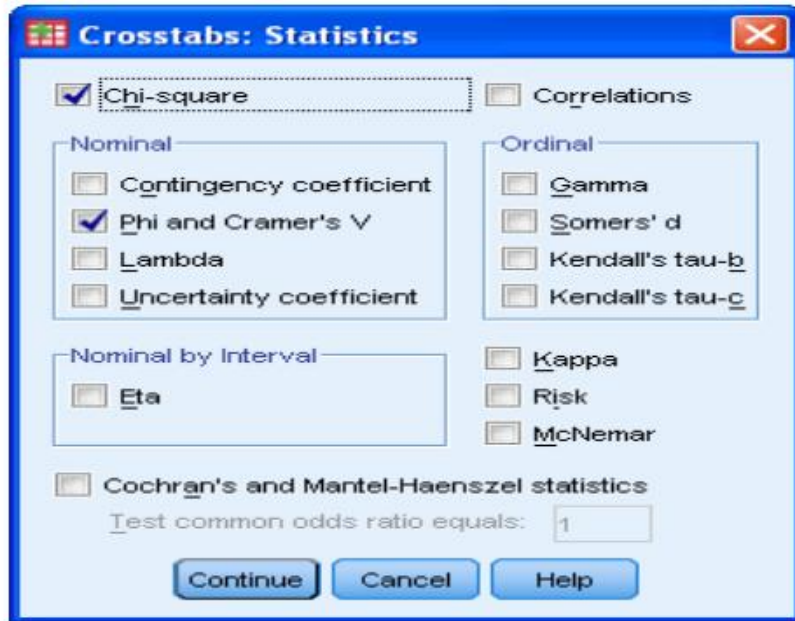 Crosstabs: Statistics
Chi-square
Correlations
Nominal
Contingency coefficient
Phi and Cramer's V
Lambda
Uncertainty coefficient
Ordinal
Gamma
Somers' d
Kendall's tau-b
Kendall's tau-c
Nominal by Interval
Eta
Kappa
Risk
McNemar
Cochran's and Mantel-Haenszel statistics
Test common odds ratio equals: 1
Continue Cancel Help